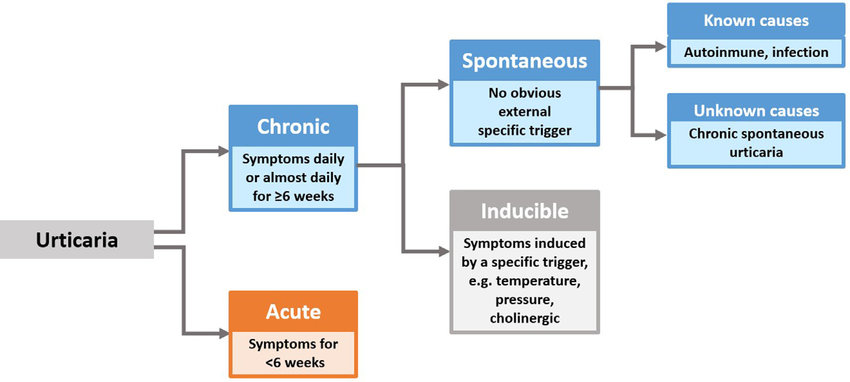 Urticaria
Chronic
Symptoms daily
or almost daily
for ≥6 weeks
Acute
Symptoms for
<6 weeks
Spontaneous
No obvious
external
specific trigger
Inducible
Symptoms induced
by a specific trigger,
e.g. temperature,
pressure,
cholinergic
Known causes
Autoinmune, infection
Unknown causes
Chronic spontaneous
urticaria